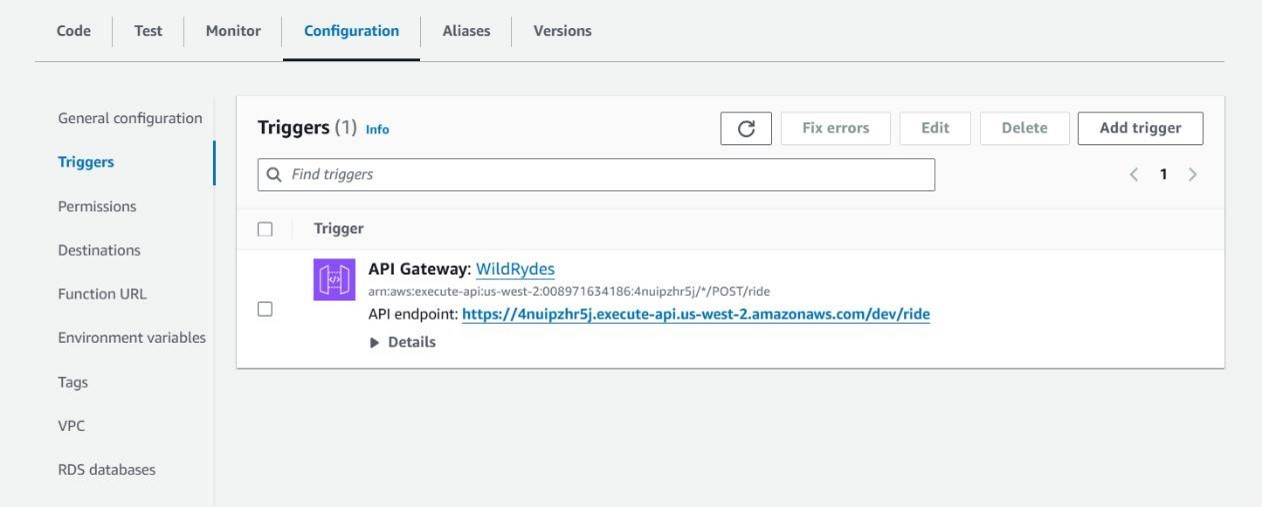 Code Test Monitor Configuration Aliases Versions
General configuration
Triggers
Permissions
Destinations
Function URL
Environment variables
Tags
VPC
RDS databases
Triggers (1) Info
Fix errors Edit Delete Add trigger
Find triggers
1
Trigger
API Gateway: WildRydes
arn:aws:execute-api:us-west-2:008971634186:4nuipzhr5j/*/POST/ride
API endpoint: https://4nuipzhr5j.execute-api.us-west-2.amazonaws.com/dev/ride
Details